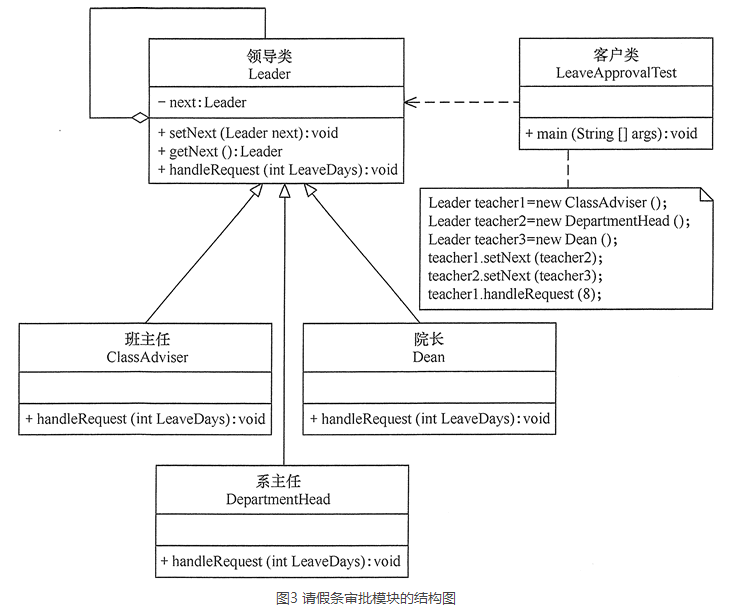 领导类
Leader
- next:Leader
+ setNext (Leader next): void
+ getNext ():Leader
+ handleRequest (int LeaveDays): void
客户类
LeaveApprovalTest
+ main (String [] args): void
Leader teacher1=new ClassAdviser ();
Leader teacher2=new DepartmentHead ();
Leader teacher3=new Dean ();
teacher1.setNext (teacher2);
teacher2.setNext (teacher3);
teacher1.handleRequest (8);
班主任
ClassAdviser
+ handleRequest (int LeaveDays): void
院长
Dean
+ handleRequest (int LeaveDays): void
系主任
DepartmentHead
+ handleRequest (int LeaveDays): void
图3 请假条审批模块的结构图